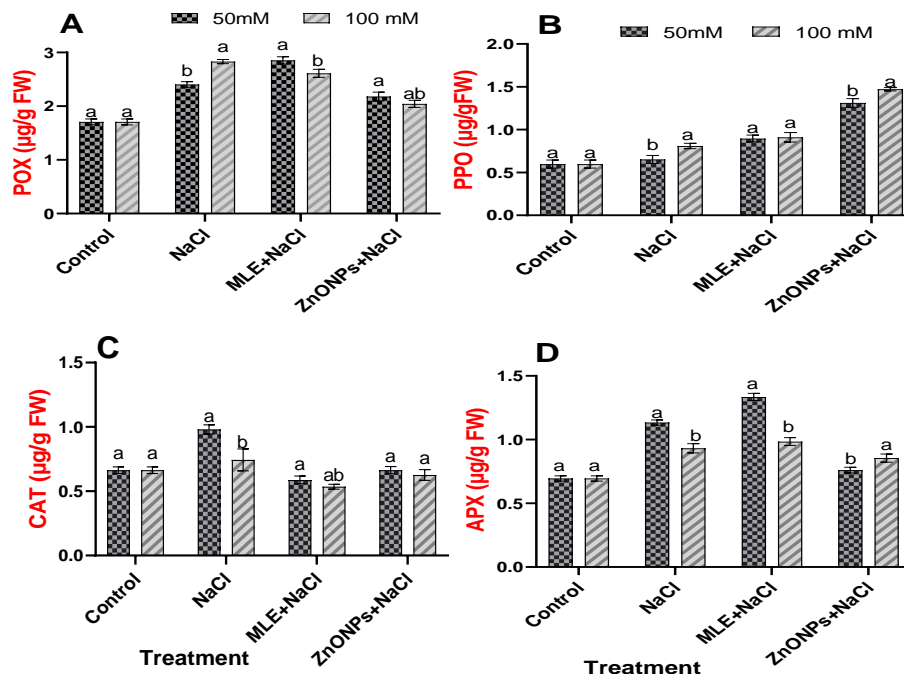 A
50mM
100 mM
POX (µg/g FW)
3
2
1
0
a
a
b
a
a
b
a
ab
Control
NaCl
MLE+NaCl
ZnONPs+NaCl
B
50mM
100 mM
PPO (µg/gFW)
2.0
1.5
1.0
0.5
0.0
a
a
b
a
a
a
b
a
Control
NaCl
MLE+NaCl
ZnONPs+NaCl
C
CAT (µg/g FW)
1.5
1.0
0.5
0.0
a
a
a
b
a
ab
a
a
Control
NaCl
MLE+NaCl
ZnONPs+NaCl
Treatment
D
APX (µg/g FW)
1.5
1.0
0.5
0.0
a
a
a
b
a
b
b
a
Control
NaCl
MLE+NaCl
ZnONPs+NaCl
Treatment